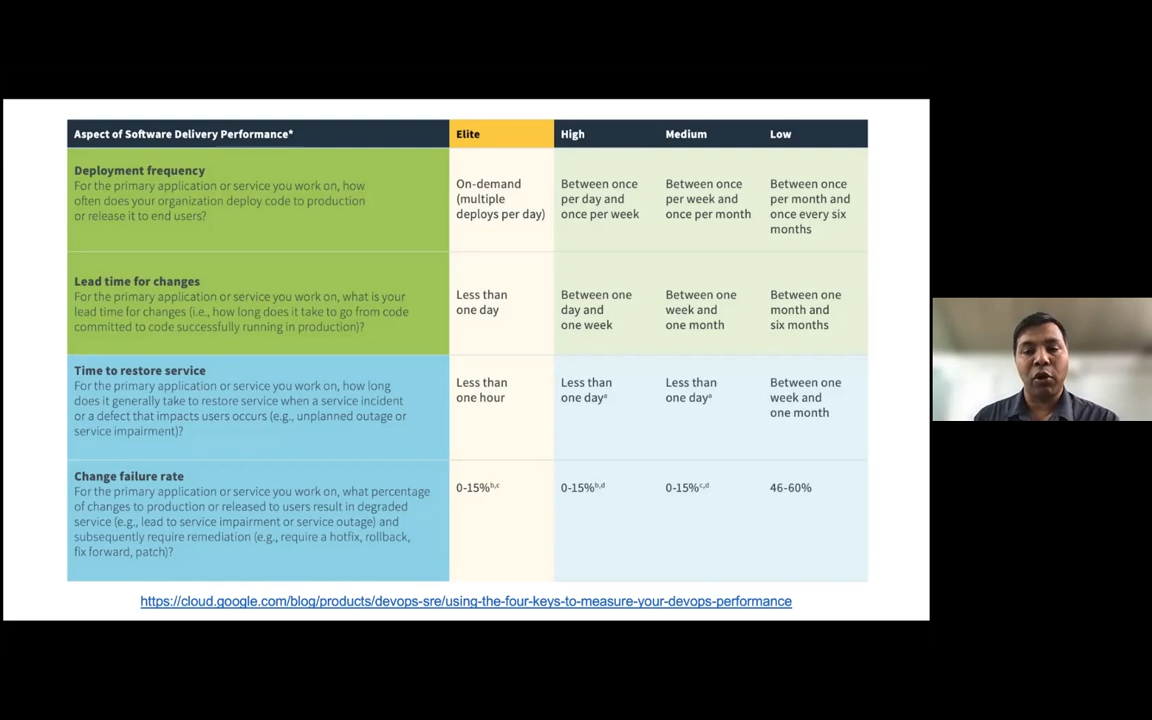 Aspect of Software Delivery Performance*
Elite
High
Medium
Low
Deployment frequency
For the primary application or service you work on, how
often does your organization deploy code to production
or release it to end users?
On-demand
(multiple
deploys per day)
Between once
per day and
once per week
Between once
per week and
once per month
Between once
per month and
once every six
months
Lead time for changes
For the primary application or service you work on, what is your
lead time for changes (i.e., how long does it take to go from code
committed to code successfully running in production)?
Less than
one day
Between one
day and
one week
Between one
week and
one month
Between one
month and
six months
Time to restore service
For the primary application or service you work on, how long
does it generally take to restore service when a service incident
or a defect that impacts users occurs (e.g., unplanned outage or
service impairment)?
Less than
one hour
Less than
one dayᵃ
Less than
one dayᵃ
Between one
week and
one month
Change failure rate
For the primary application or service you work on, what percentage
of changes to production or released to users result in degraded
service (e.g., lead to service impairment or service outage) and
subsequently require remediation (e.g., require a hotfix, rollback,
fix forward, patch)?
0-15%ᵇ,ᶜ
0-15%ᵇ,ᵈ
0-15%ᶜ,ᵈ
46-60%
https://cloud.google.com/blog/products/devops-sre/using-the-four-keys-to-measure-your-devops-performance